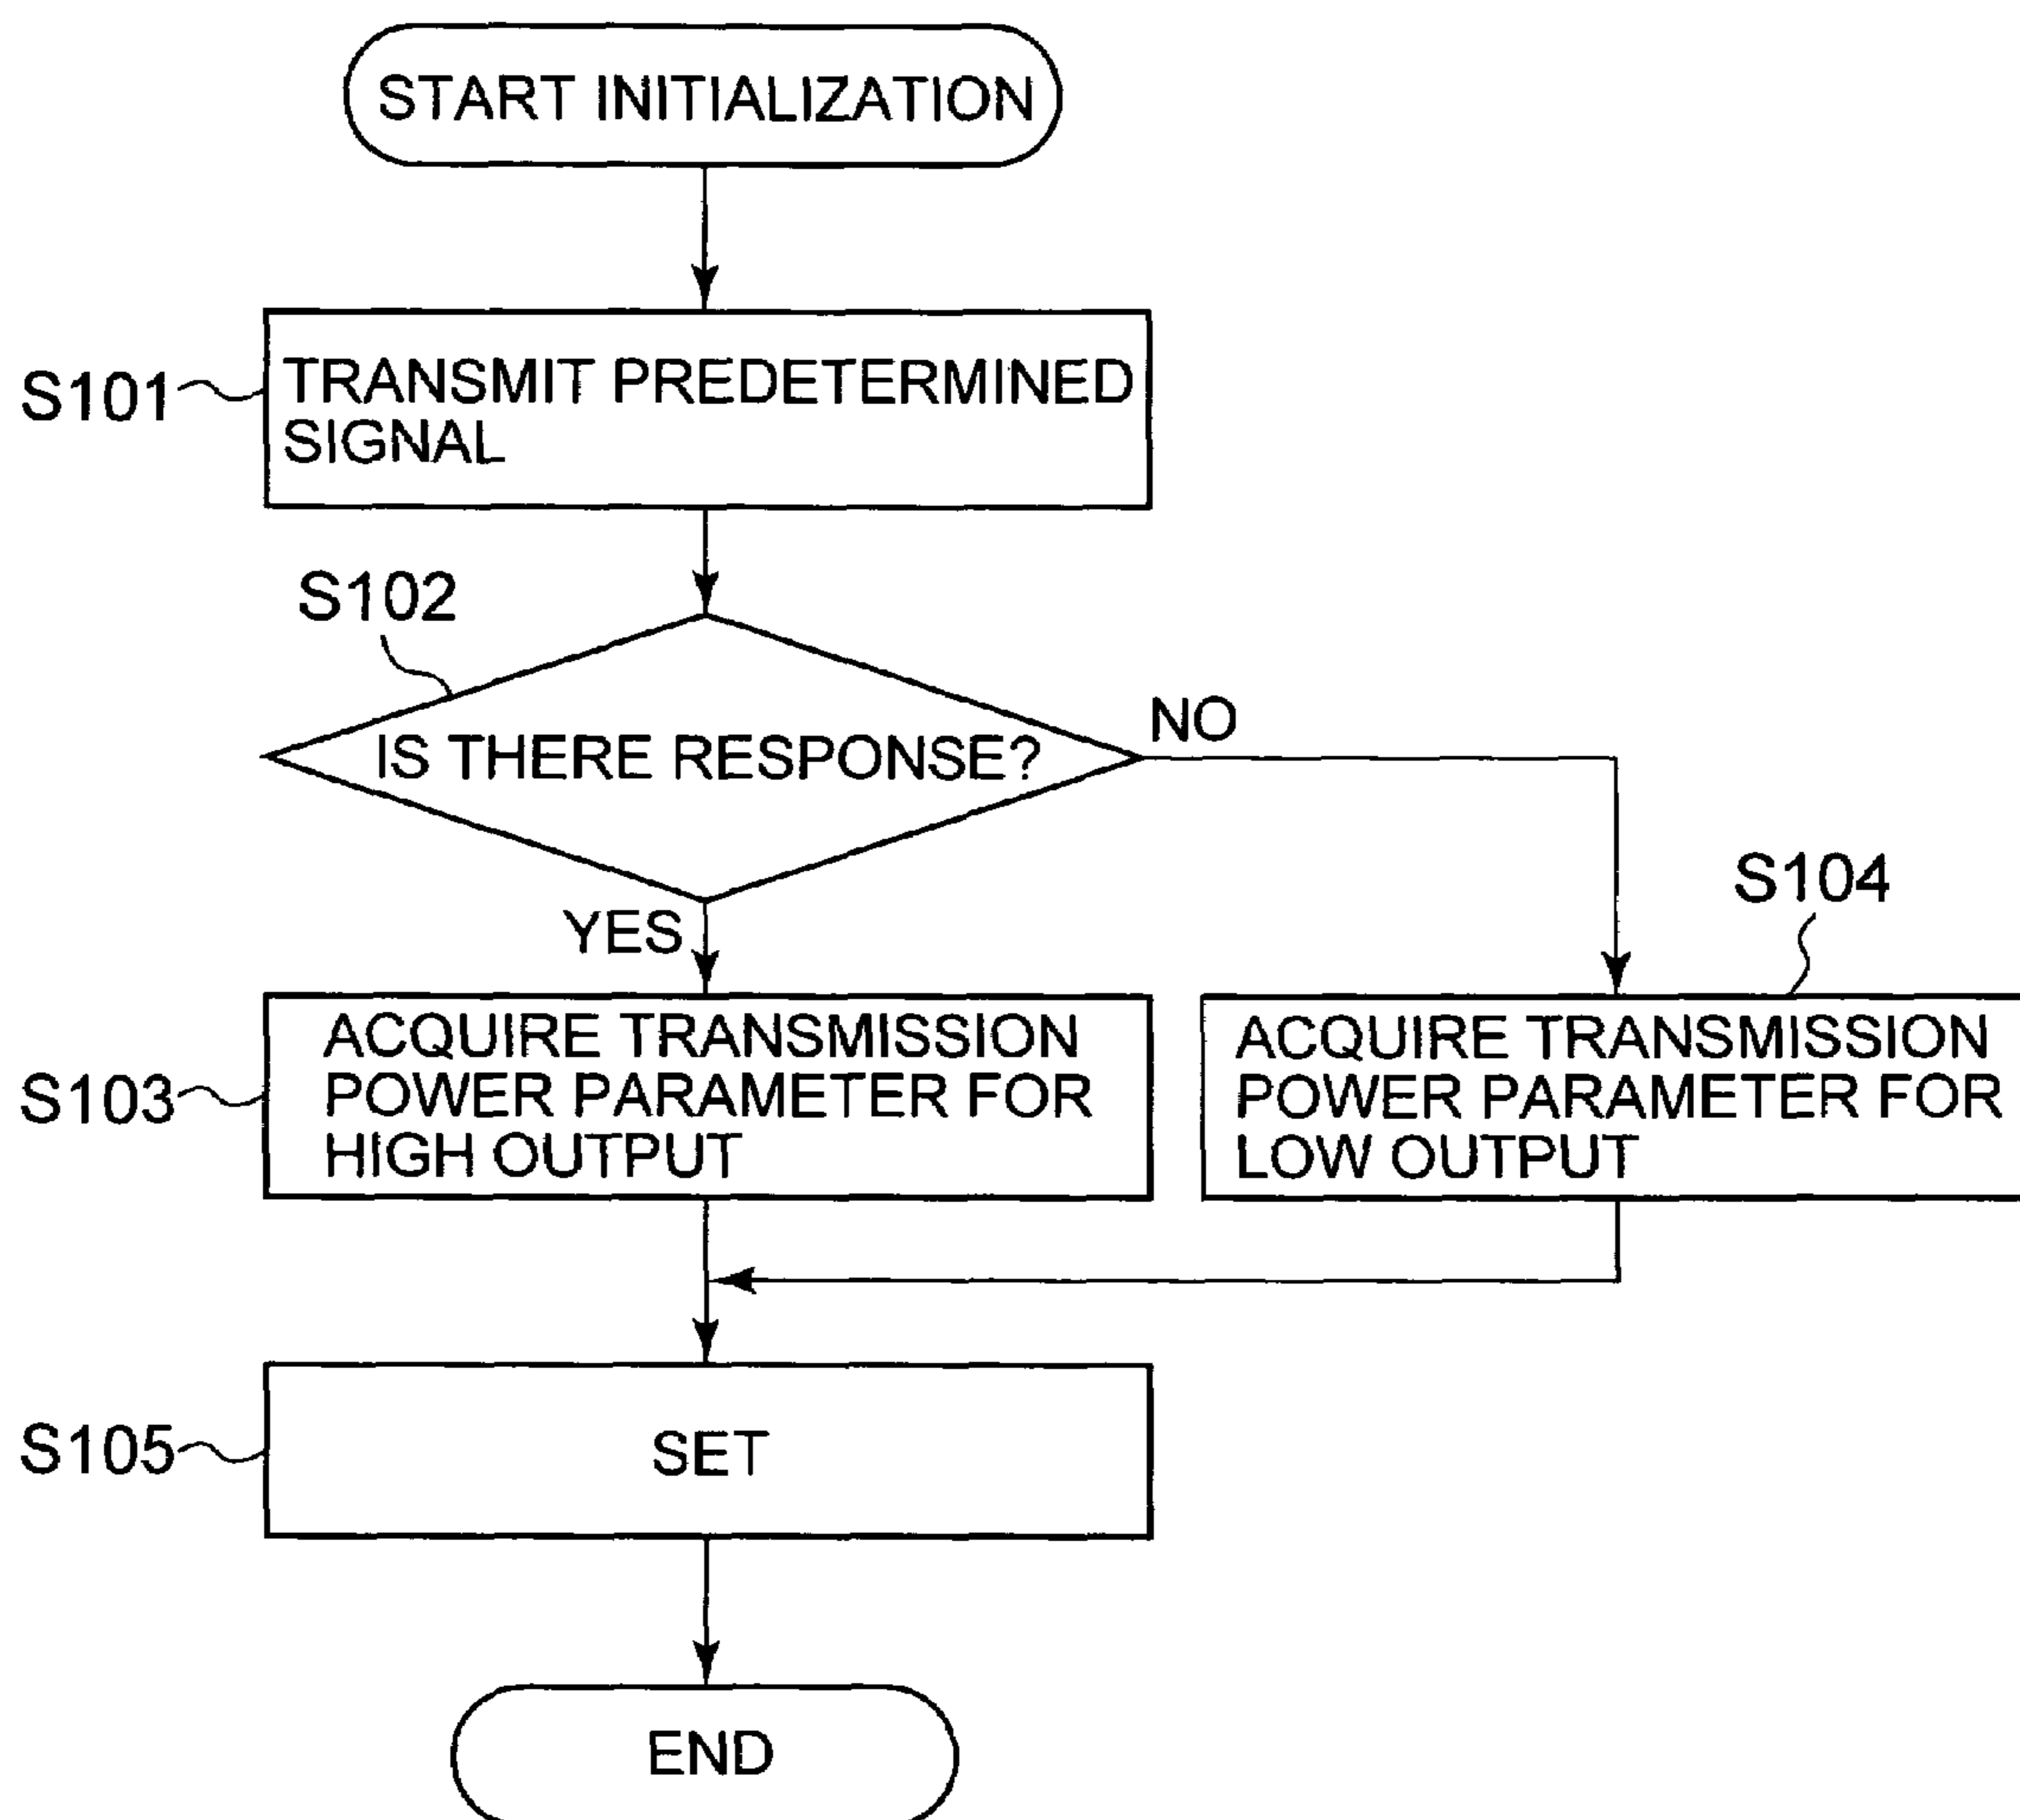 START INITIALIZATION
S101
TRANSMIT PREDETERMINED
SIGNAL
S102
IS THERE RESPONSE?
NO
YES
S104
S103
ACQUIRE TRANSMISSION
POWER PARAMETER FOR
HIGH OUTPUT
ACQUIRE TRANSMISSION
POWER PARAMETER FOR
LOW OUTPUT
S105
SET
END